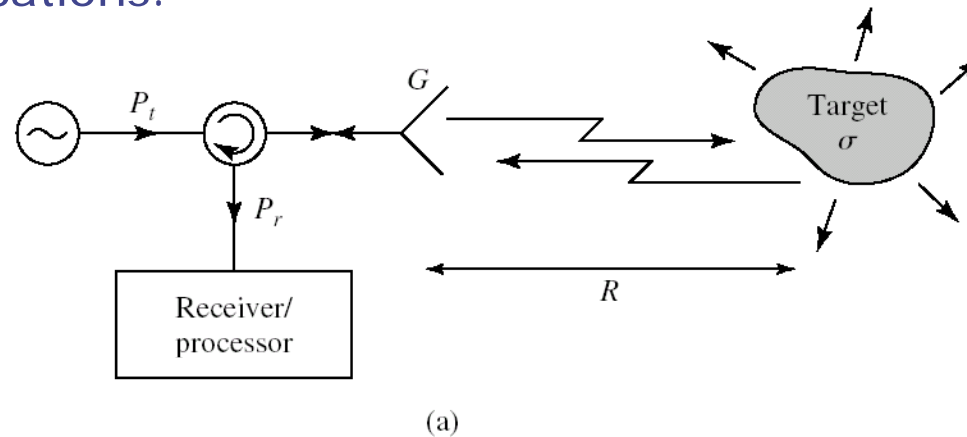 P_t
G
Target
σ
P_r
R
Receiver/
processor
(a)